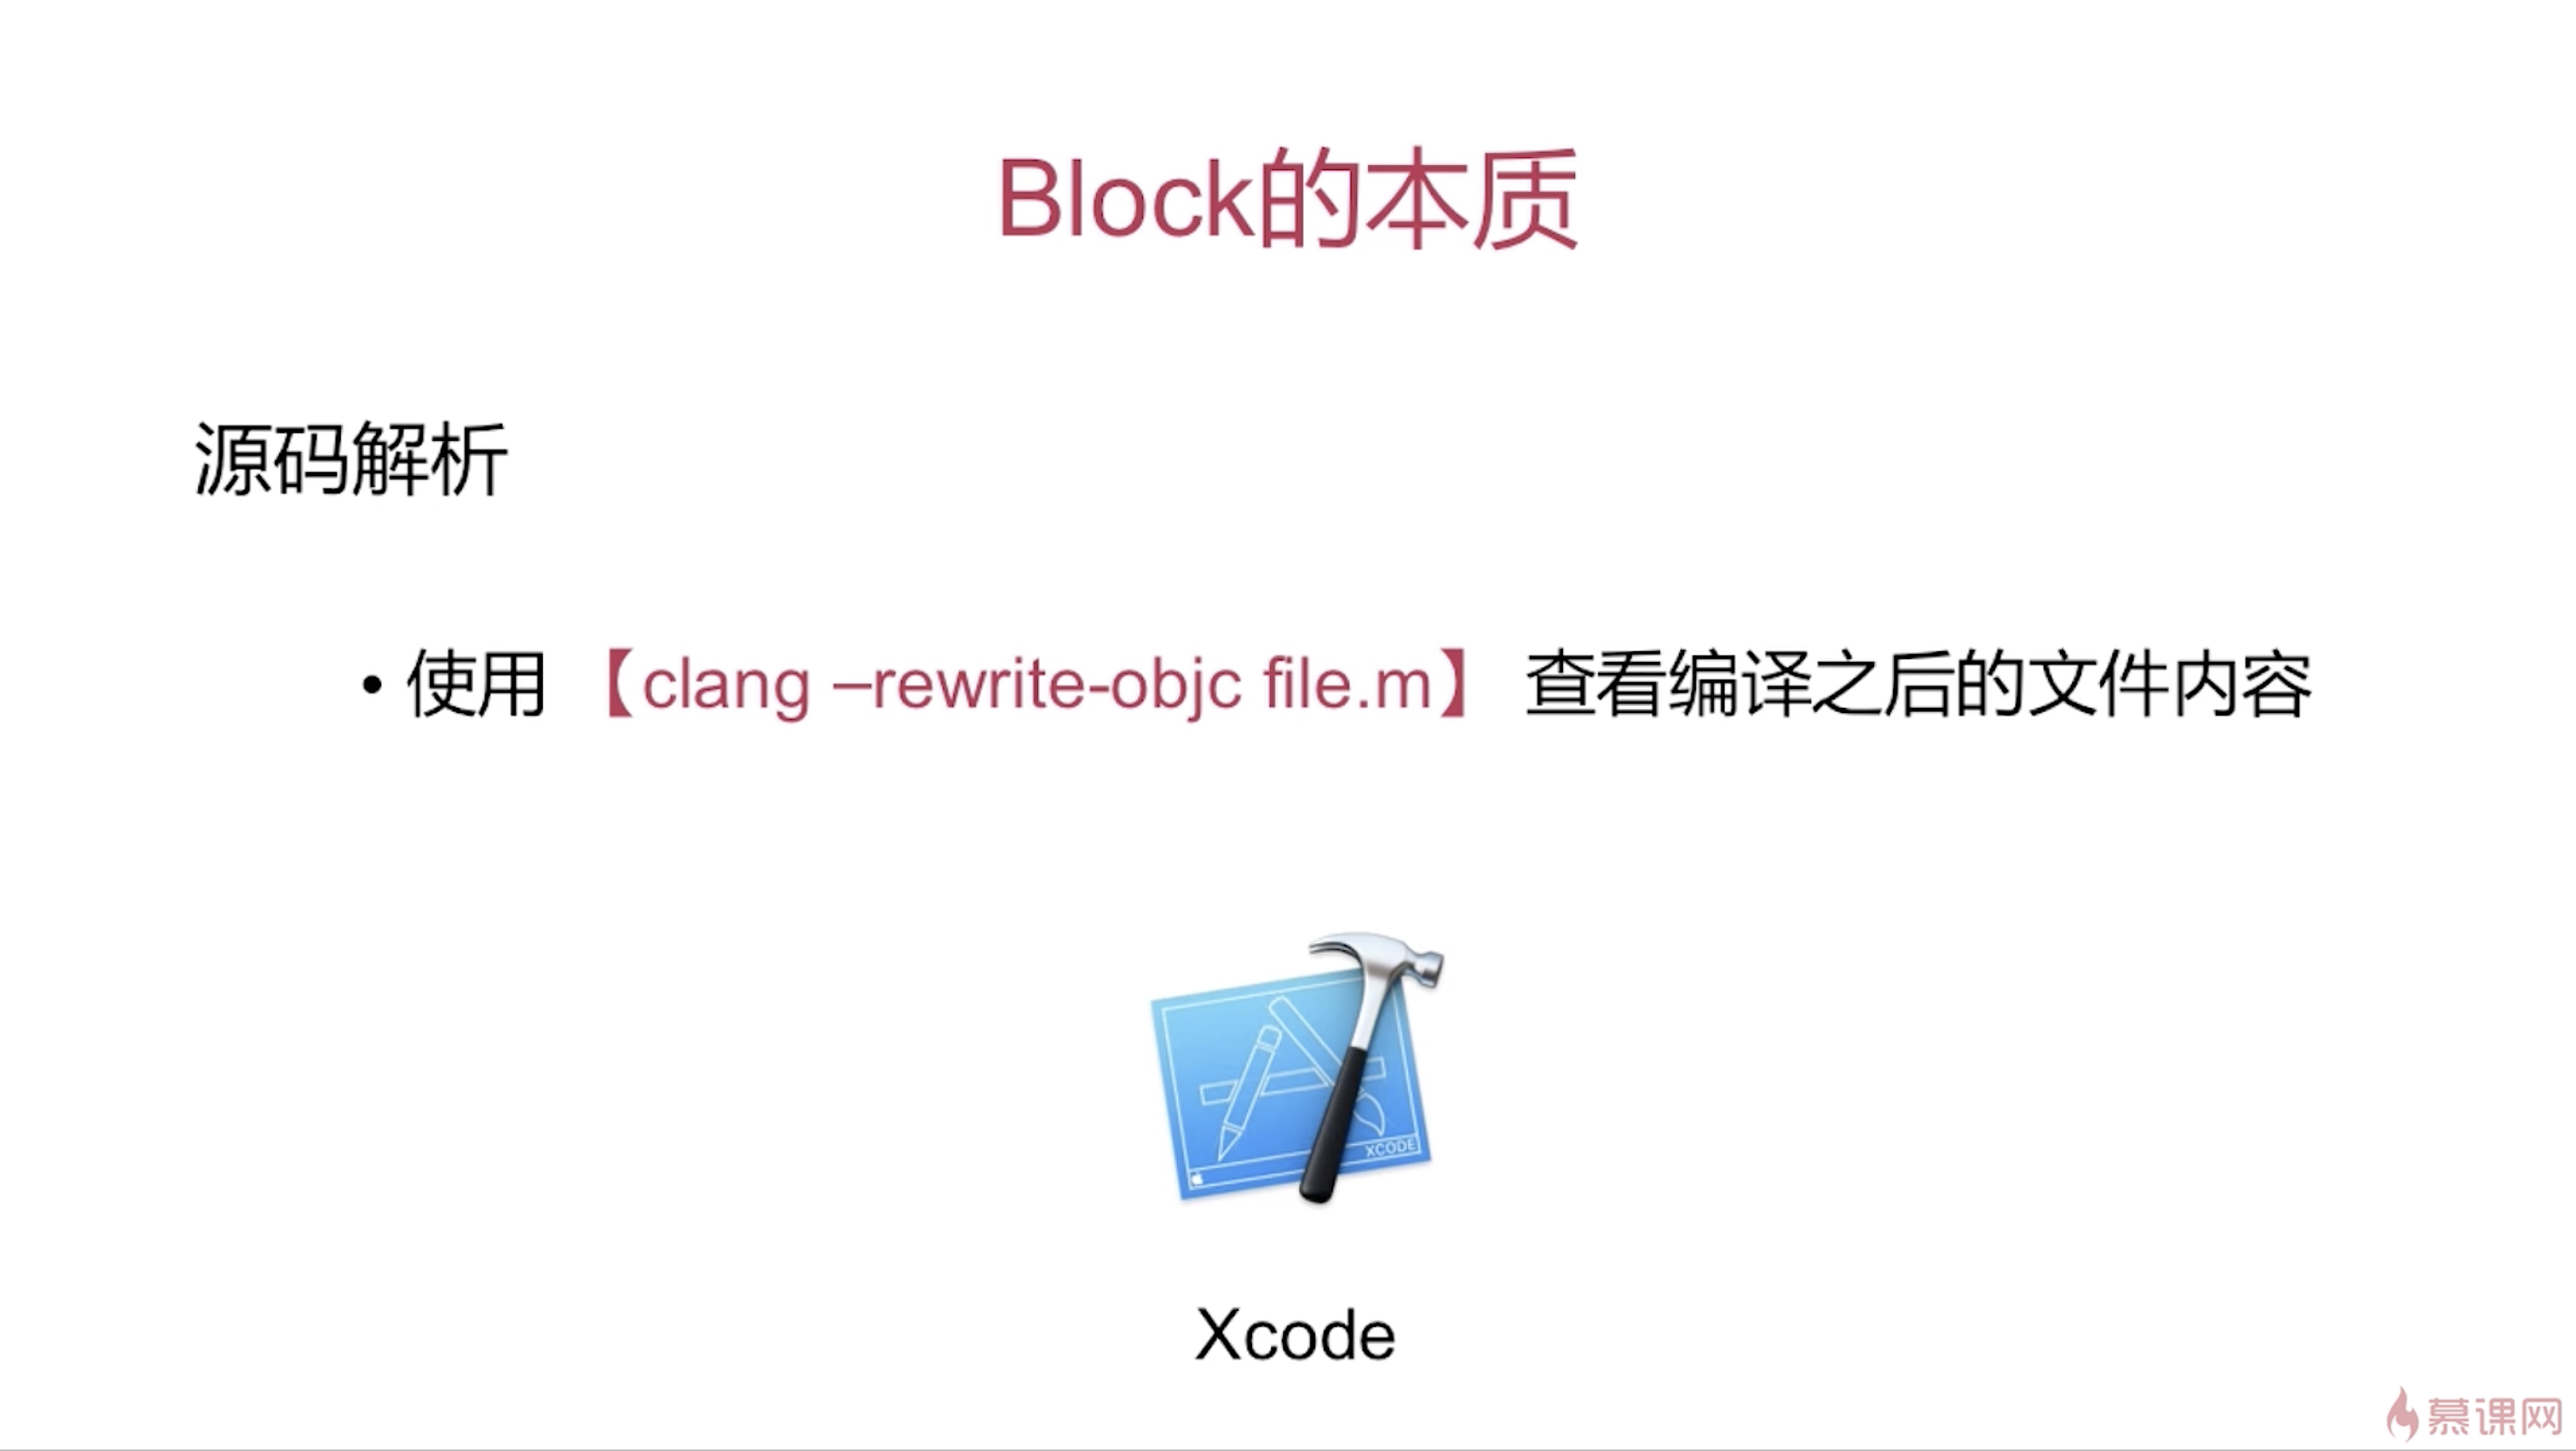 Block的本质
源码解析
• 使用 【clang –rewrite-objc file.m】 查看编译之后的文件内容
XCODE
Xcode
慕课网